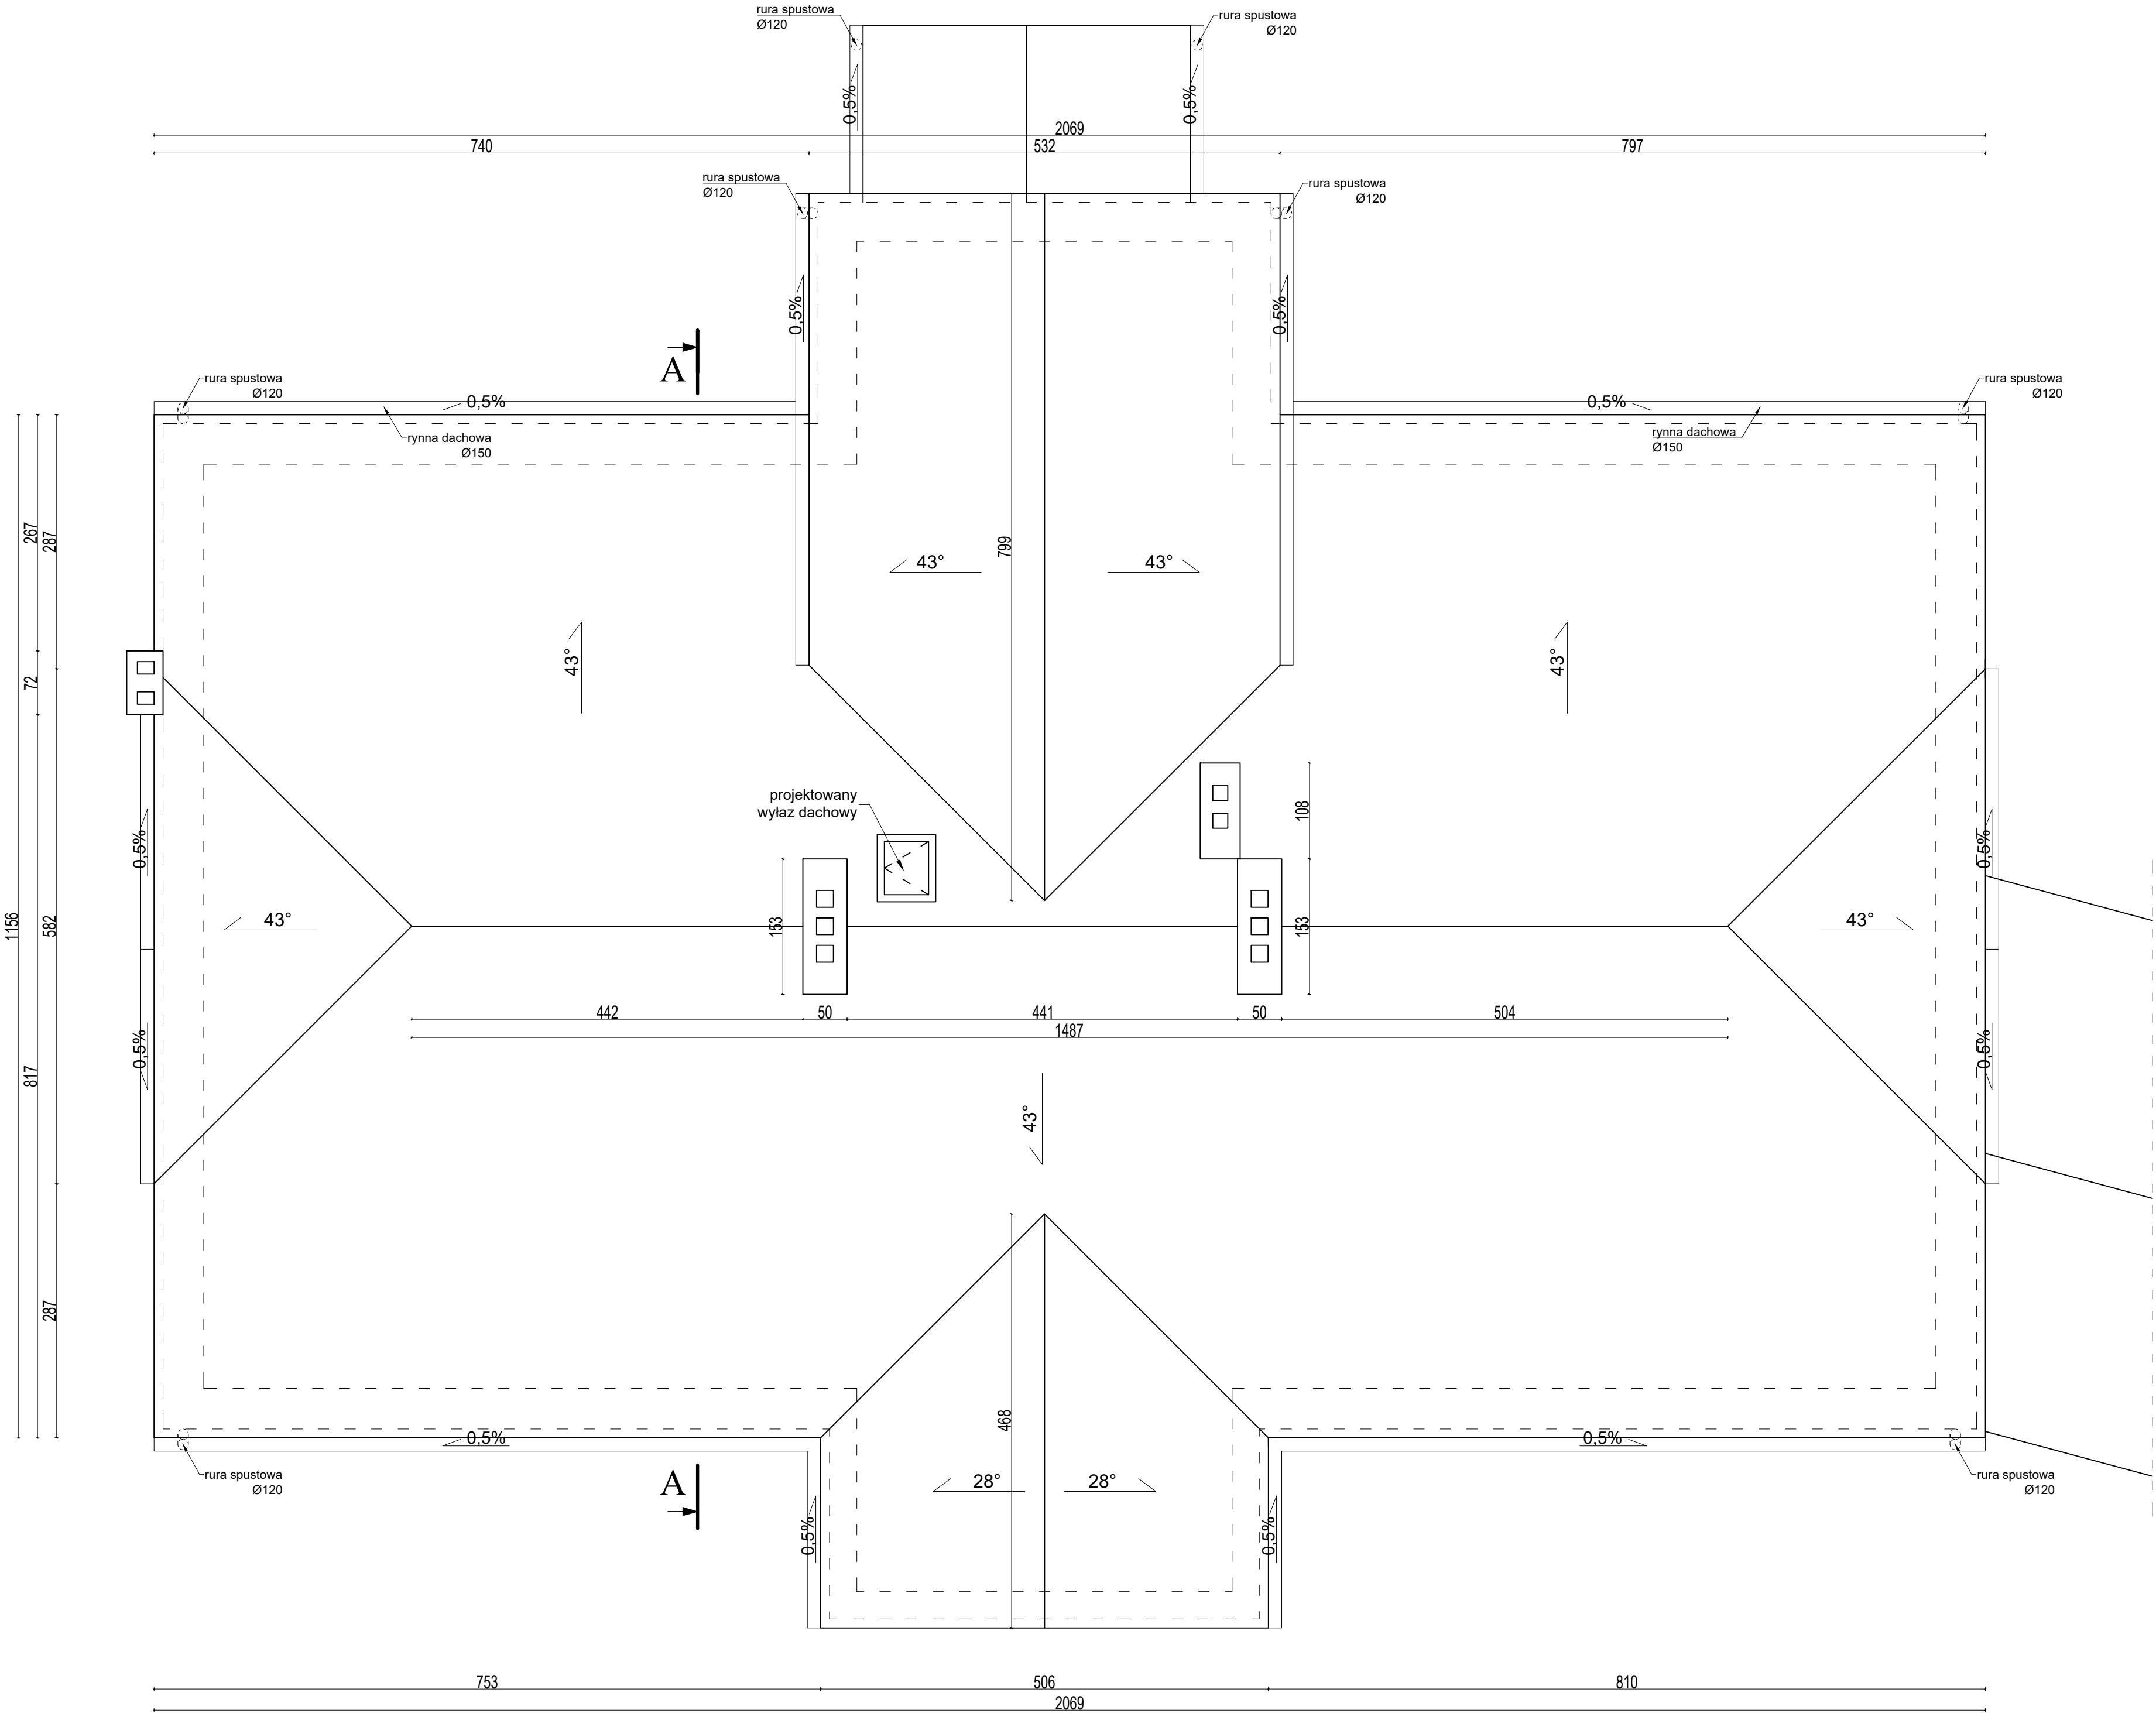 rura spustowa
Ø120
rura spustowa
Ø120
0,5%
0,5%
2069
740
532
797
rura spustowa
Ø120
rura spustowa
Ø120
0,5%
0,5%
A
rura spustowa
Ø120
0,5%
rynna dachowa
Ø150
0,5%
rynna dachowa
Ø150
rura spustowa
Ø120
267
287
799
43°
43°
43°
43°
72
projektowany
wyłaz dachowy
108
0,5%
0,5%
1156
582
43°
153
153
43°
442
50
441
50
504
1487
0,5%
0,5%
817
43°
287
468
0,5%
0,5%
rura spustowa
Ø120
A
28°
28°
rura spustowa
Ø120
0,5%
0,5%
753
506
810
2069